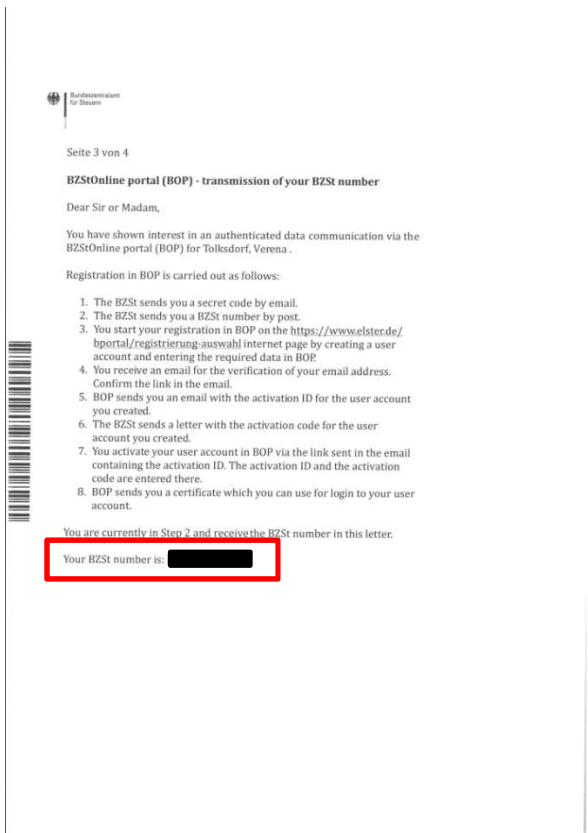 Bundeszentralamt
für Steuern
Seite 3 von 4
BZStOnline portal (BOP) - transmission of your BZSt number
Dear Sir or Madam,
You have shown interest in an authenticated data communication via the
BZStOnline portal (BOP) for Tolksdorf, Verena .
Registration in BOP is carried out as follows:
1. The BZSt sends you a secret code by email.
2. The BZSt sends you a BZSt number by post.
3. You start your registration in BOP on the https://www.elster.de/
bportal/registrierung-auswahl internet page by creating a user
account and entering the required data in BOP.
4. You receive an email for the verification of your email address.
Confirm the link in the email.
5. BOP sends you an email with the activation ID for the user account
you created.
6. The BZSt sends a letter with the activation code for the user
account you created.
7. You activate your user account in BOP via the link sent in the email
containing the activation ID. The activation ID and the activation
code are entered there.
8. BOP sends you a certificate which you can use for login to your user
account.
You are currently in Step 2 and receive the BZSt number in this letter.
Your BZSt number is: